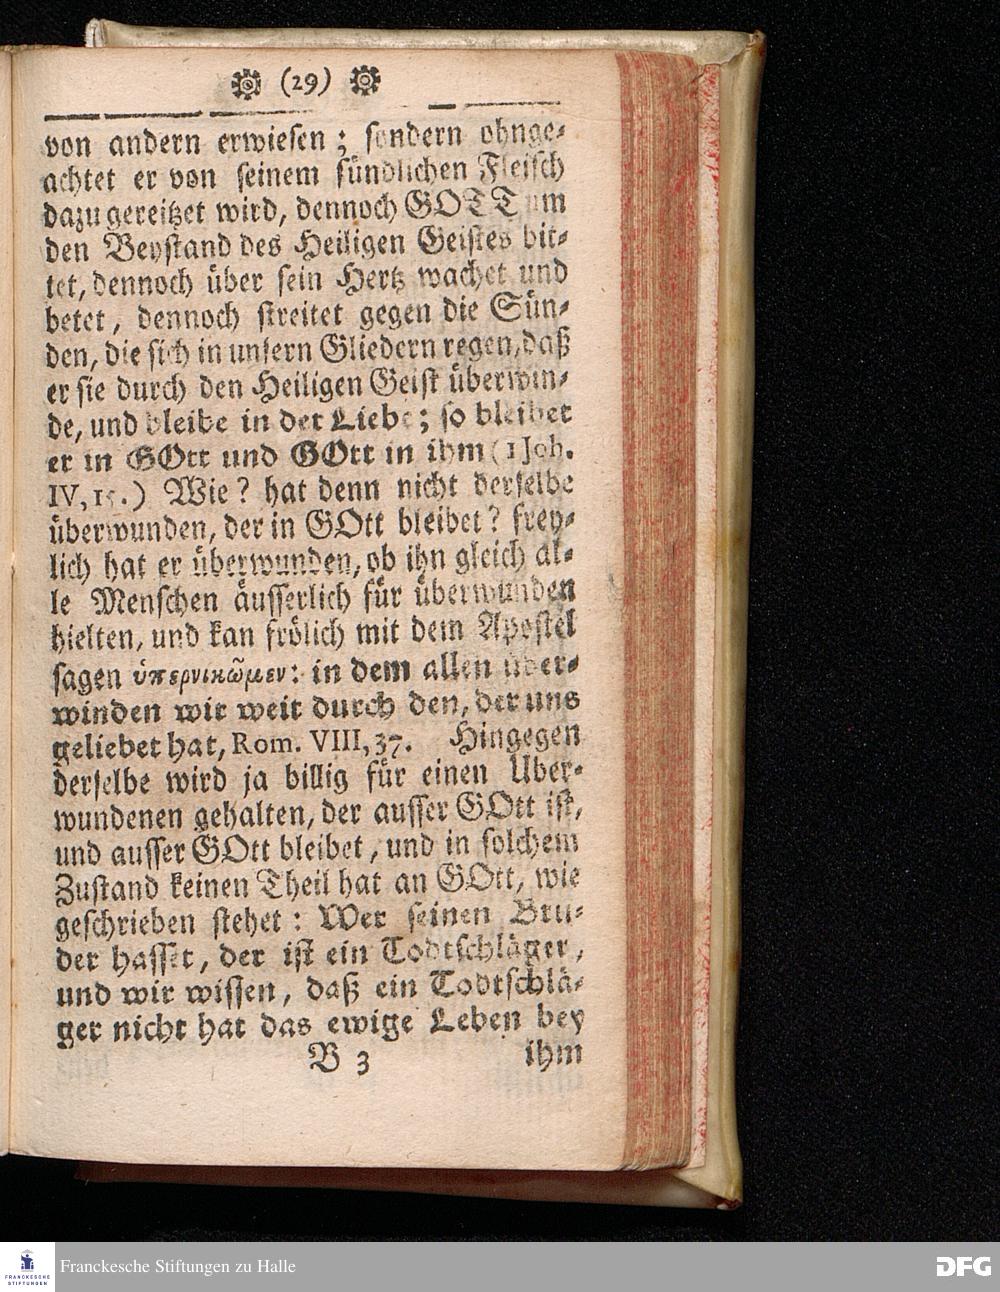 (29)
von andern erwiesen; sondern ohnge-
achtet er von seinem sündlichen Fleisch
dazu gereitzet wird, dennoch GOTT um
den Beystand des Heiligen Geistes bit-
tet, dennoch über sein Hertz wachet und
betet, dennoch streitet gegen die Sün-
den, die sich in unsern Gliedern regen, daß
er sie durch den Heiligen Geist überwin-
de, und bleibe in der Liebe; so bleibet
er in GOtt und GOtt in ihm (1 Joh.
IV, .) Wie? hat denn nicht derselbe
überwunden, der in GOtt bleibet? frey-
lich hat er überwunden, ob ihn gleich al-
le Menschen äusserlich für überwunden
hielten, und kan frölich mit dem Apostel
sagen ὑπερνικῶμεν: in dem allen über-
winden wir weit durch den, der uns
geliebet hat, Rom. VIII, 37. Hingegen
derselbe wird ja billig für einen Uber-
wundenen gehalten, der ausser GOtt ist,
und ausser GOtt bleibet, und in solchem
Zustand keinen Theil hat an GOtt, wie
geschrieben stehet: Wer seinen Bru-
der hasset, der ist ein Todtschläger,
und wir wissen, daß ein Todtschlä-
ger nicht hat das ewige Leben bey
B 3 ihm
FRANCKESCHE
STIFTUNGEN
Franckesche Stiftungen zu Halle
DFG